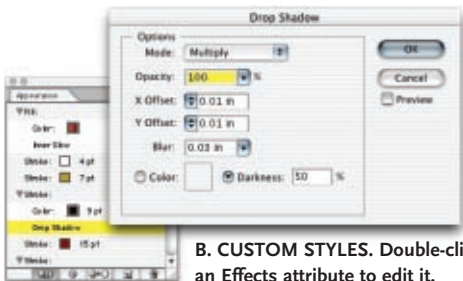 Drop Shadow
Options
Mode: Multiply
OK
Opacity: 100 %
Cancel
X Offset: 0.01 in
Preview
Y Offset: 0.01 in
Blur: 0.03 in
Color: Darkness: 50 %
Appearance
Fill:
Color:
Inner Glow
Stroke: 4 pt
Stroke: 7 pt
Stroke:
Color: 9 pt
Drop Shadow
Stroke: 15 pt
Stroke:
B. CUSTOM STYLES. Double-cli
an Effects attribute to edit it.